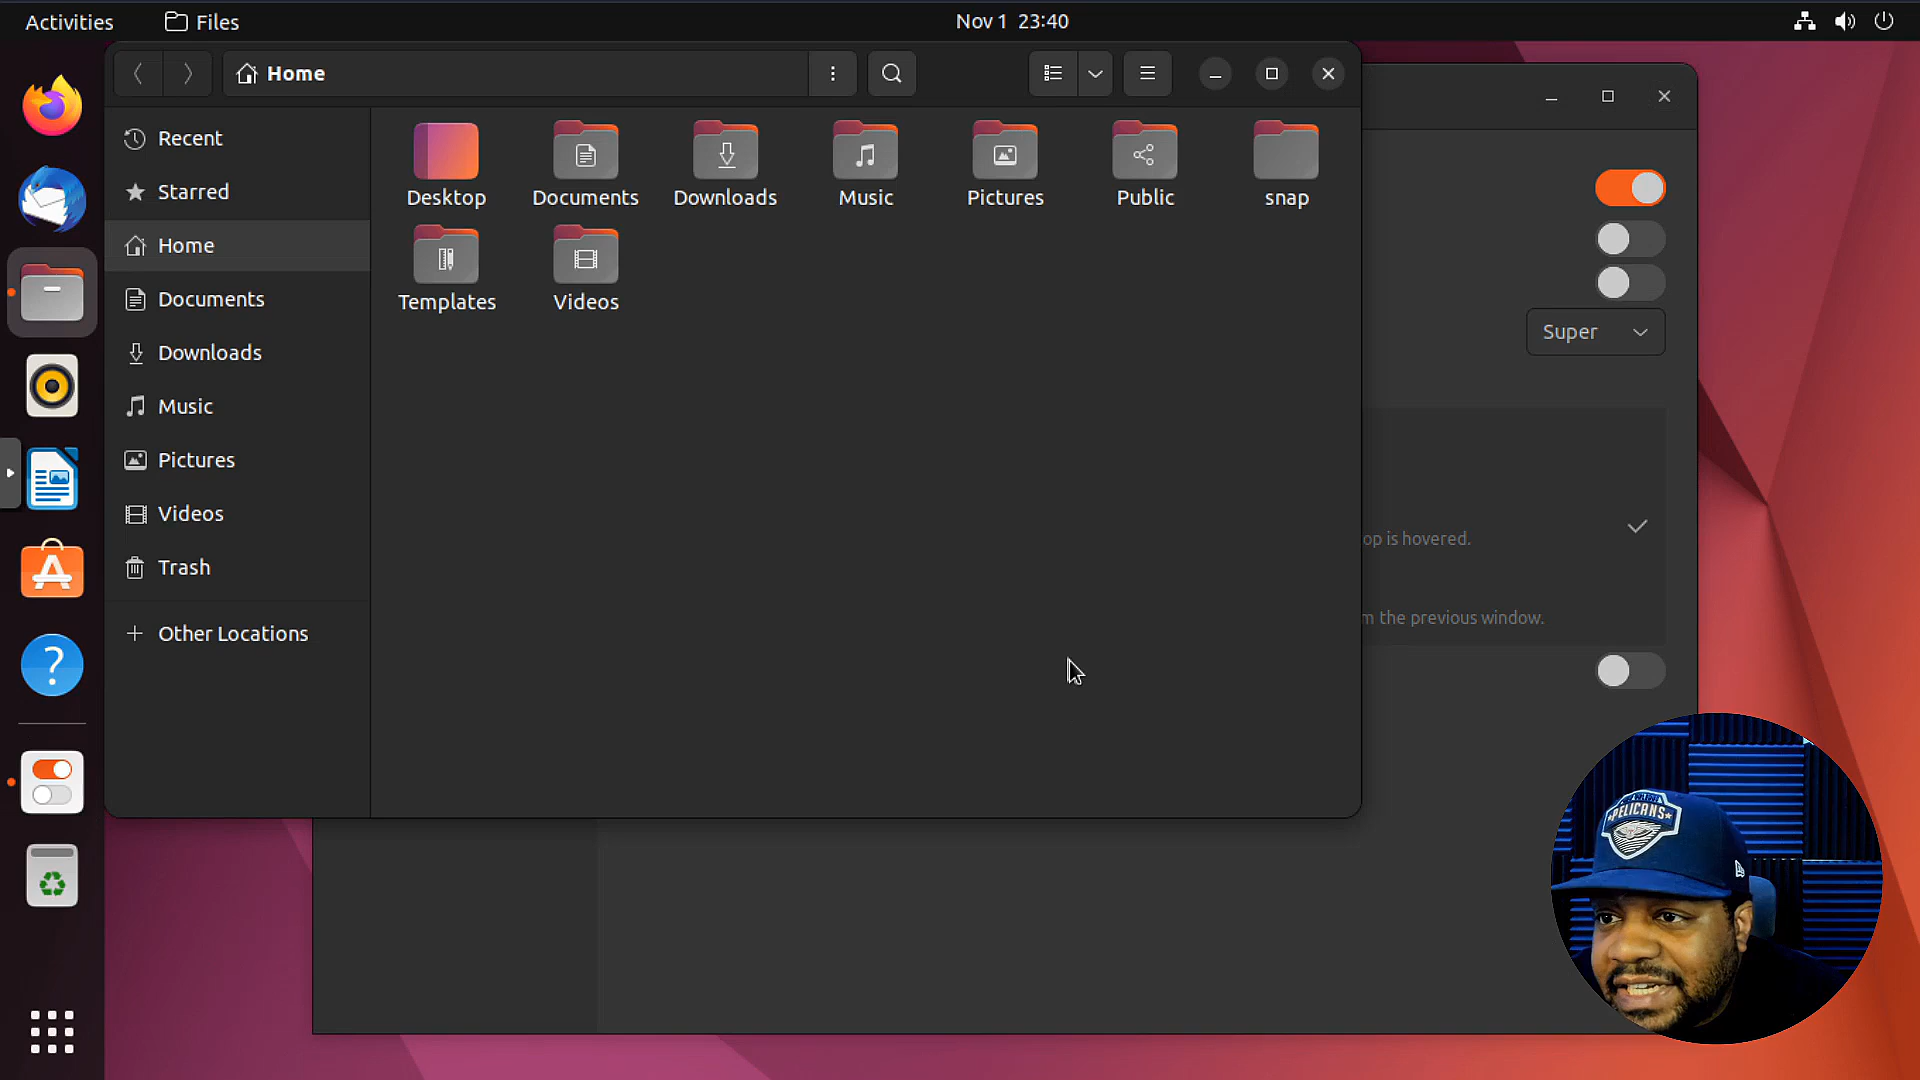 Activities
Files
Nov 1 23:40
Home
Recent
Starred
Home
Documents
Downloads
Music
Pictures
Videos
Trash
Other Locations
Desktop
Documents
Downloads
Music
Pictures
Public
snap
Templates
Videos
Super
op is hovered.
m the previous window.
PELICANS